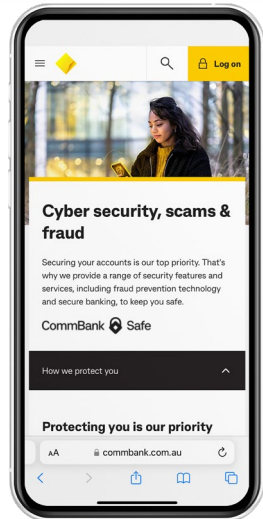 Log on
Cyber security, scams &
fraud
Securing your accounts is our top priority. That's
why we provide a range of security features and
services, including fraud prevention technology
and secure banking, to keep you safe.
CommBank Safe
How we protect you
Protecting you is our priority
AA commbank.com.au